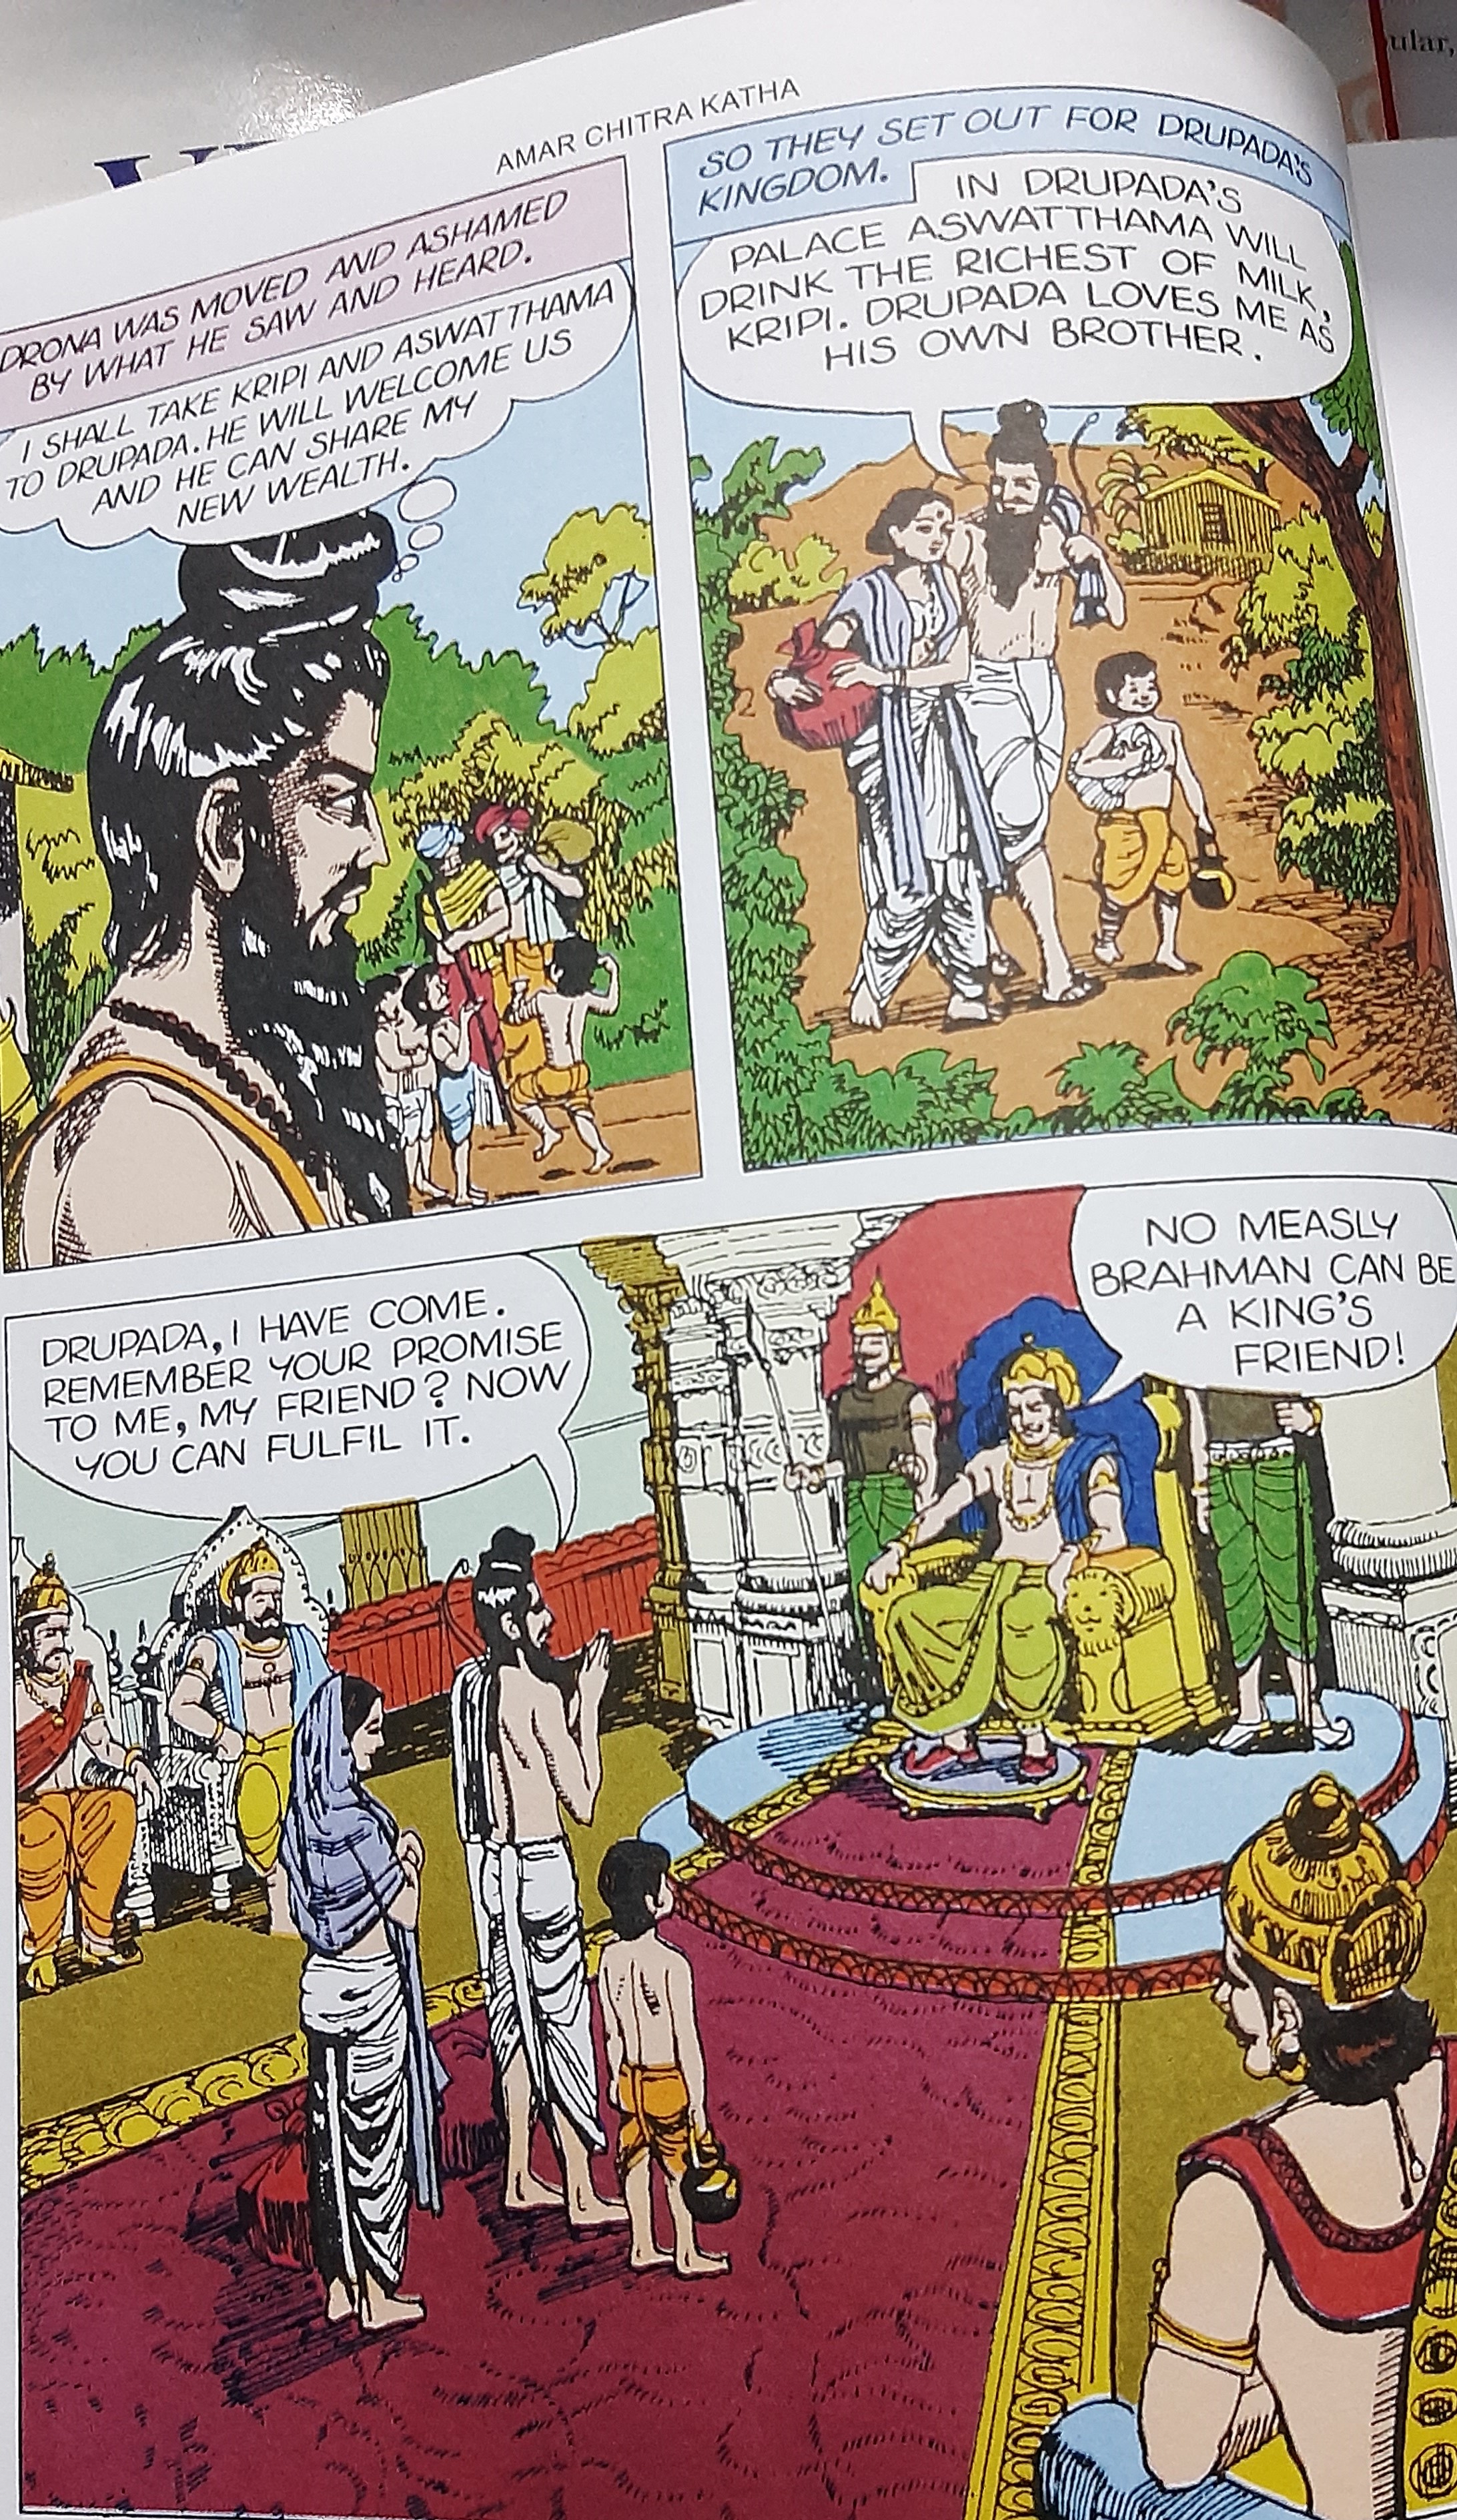 ular,
AMAR CHITRA KATHA
DRONA WAS MOVED AND ASHAMED
BY WHAT HE SAW AND HEARD.
I SHALL TAKE KRIPI AND ASWATTHAMA
TO DRUPADA. HE WILL WELCOME US
AND HE CAN SHARE MY
NEW WEALTH.
SO THEY SET OUT FOR DRUPADA'S
KINGDOM.
IN DRUPADA'S
PALACE ASWATTHAMA WILL
DRINK THE RICHEST OF MILK,
KRIPI. DRUPADA LOVES ME AS
HIS OWN BROTHER.
DRUPADA, I HAVE COME.
REMEMBER YOUR PROMISE
TO ME, MY FRIEND? NOW
YOU CAN FULFIL IT.
NO MEASLY
BRAHMAN CAN BE
A KING'S
FRIEND!